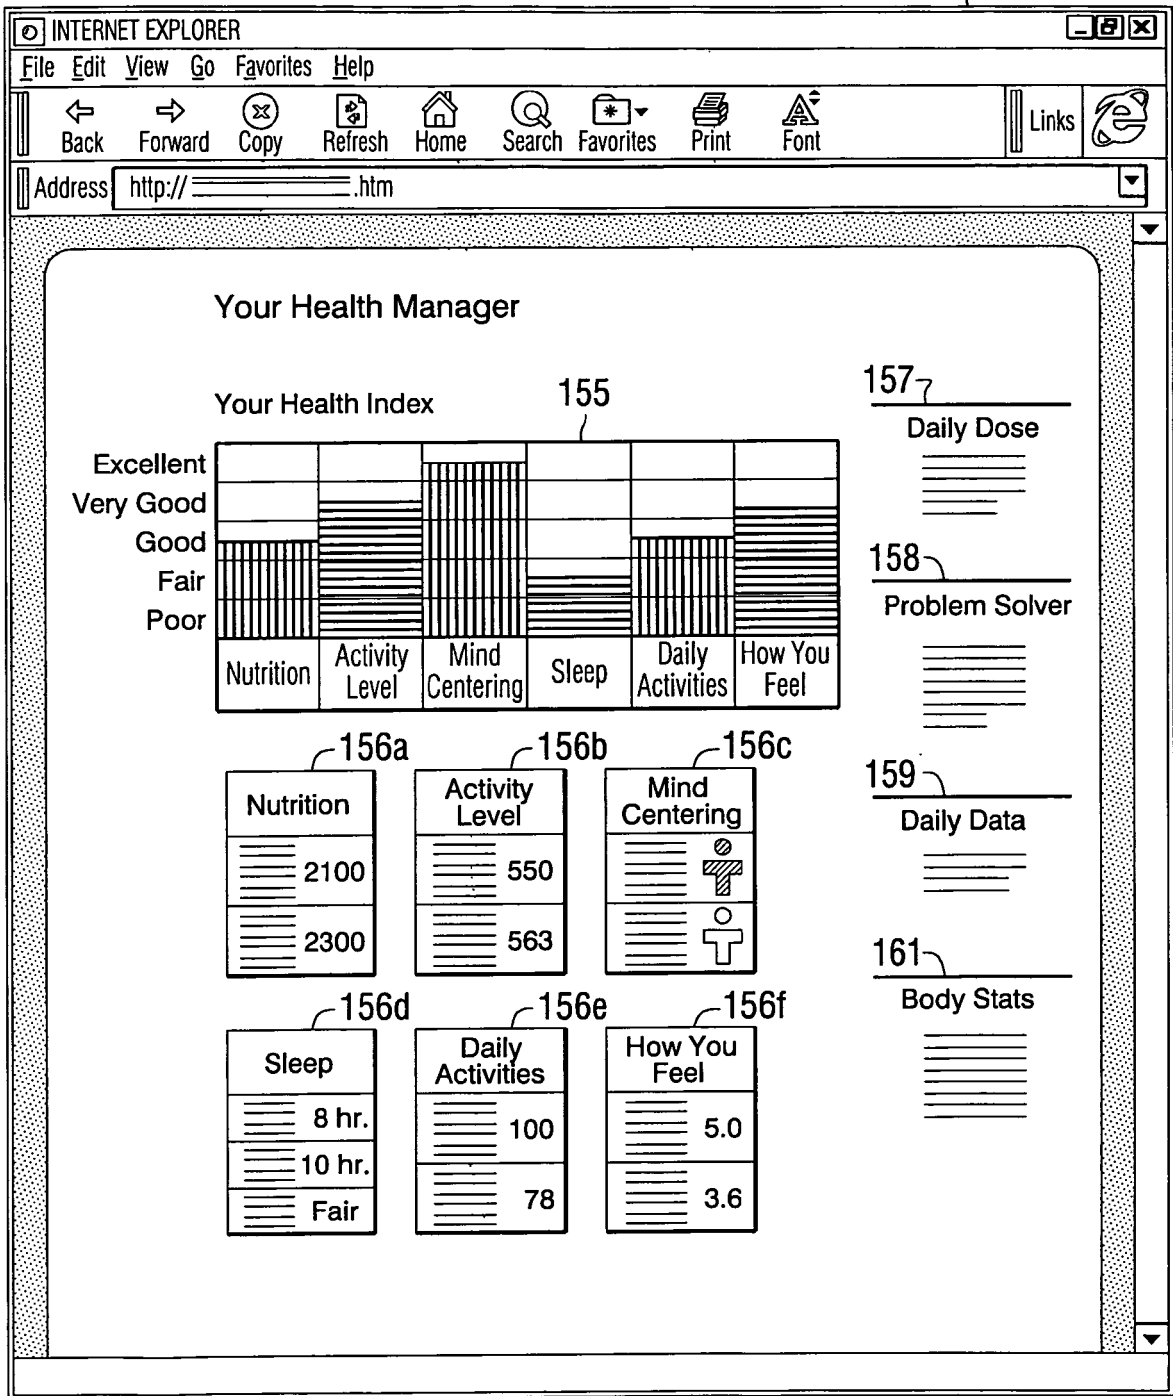 INTERNET EXPLORER
File Edit View Go Favorites Help
Back Forward Copy Refresh Home Search Favorites Print Font Links
Address http:// .htm
Your Health Manager
Your Health Index
155
Excellent
Very Good
Good
Fair
Poor
Nutrition
Activity
Level
Mind
Centering
Sleep
Daily
Activities
How You
Feel
157
Daily Dose
158
Problem Solver
159
Daily Data
161
Body Stats
156a
Nutrition
2100
2300
156b
Activity
Level
550
563
156c
Mind
Centering
156d
Sleep
8 hr.
10 hr.
Fair
156e
Daily
Activities
100
78
156f
How You
Feel
5.0
3.6